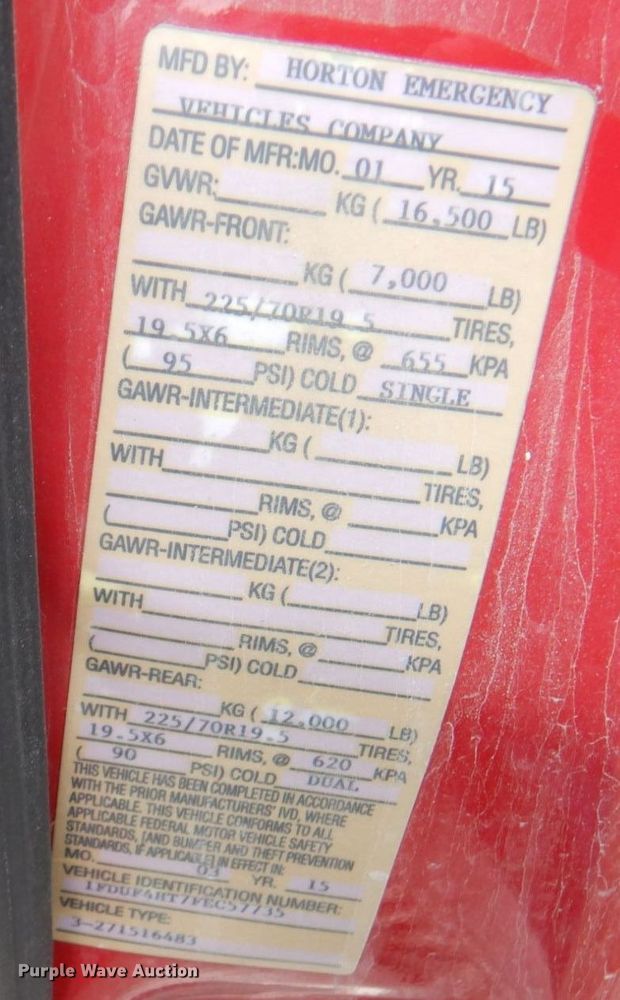 MFD BY: HORTON EMERGENCY
VEHICLES COMPANY
DATE OF MFR:MO. 01 YR. 15
GVWR: KG ( 16,500 LB)
GAWR-FRONT:
KG ( 7,000 LB)
WITH 225/70R19.5 TIRES,
19.5X6 RIMS, @ 655 KPA
( 95 PSI) COLD SINGLE
GAWR-INTERMEDIATE(1):
KG ( LB)
WITH TIRES,
RIMS, @ KPA
( PSI) COLD
GAWR-INTERMEDIATE(2):
KG ( LB)
WITH TIRES,
RIMS, @ KPA
( PSI) COLD
GAWR-REAR:
KG ( 12,000 LB)
WITH 225/70R19.5 TIRES,
19.5X6 RIMS, @ 620 KPA
( 90 PSI) COLD DUAL
THIS VEHICLE HAS BEEN COMPLETED IN ACCORDANCE
WITH THE PRIOR MANUFACTURERS' IVD, WHERE
APPLICABLE. THIS VEHICLE CONFORMS TO ALL
APPLICABLE FEDERAL MOTOR VEHICLE SAFETY
STANDARDS, [AND BUMPER AND THEFT PREVENTION
STANDARDS, IF APPLICABLE] IN EFFECT IN:
MO. 03 YR. 15
VEHICLE IDENTIFICATION NUMBER:
1FDUF4HT7FEC57735
VEHICLE TYPE:
3-271516483
Purple Wave Auction